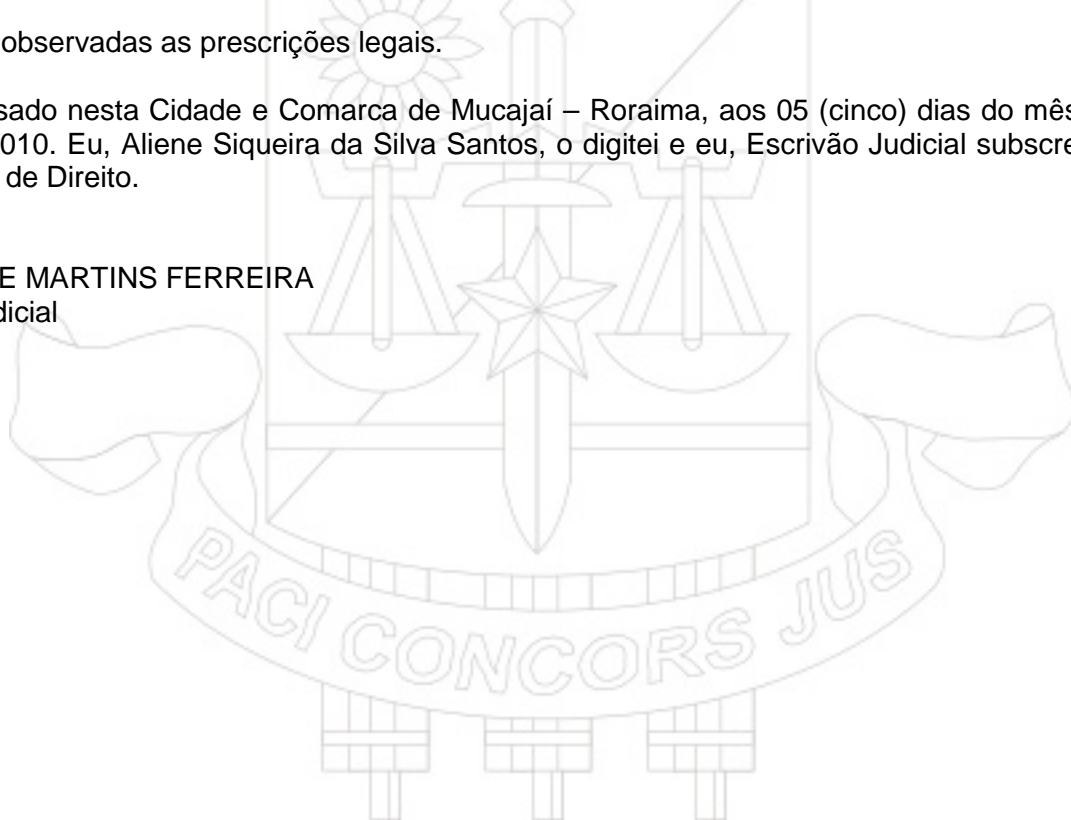 observadas as prescrições legais.
sado nesta Cidade e Comarca de Mucajaí – Roraima, aos 05 (cinco) dias do mês
010. Eu, Aliene Siqueira da Silva Santos, o digitei e eu, Escrivão Judicial subscre
de Direito.
E MARTINS FERREIRA
dicial
PACI CONCORS JUS